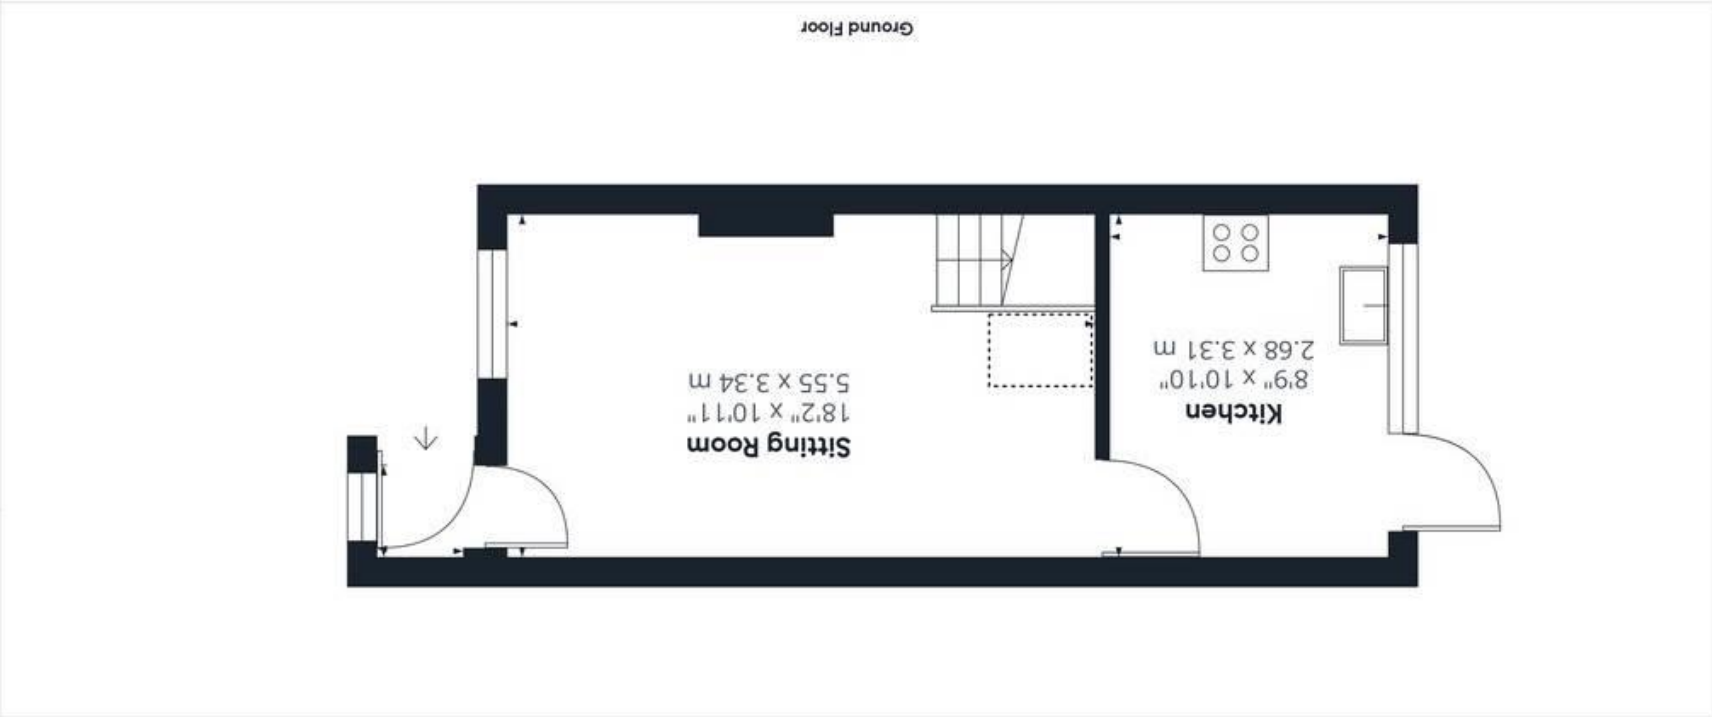 Kitchen
8'9" x 10'10"
2.68 x 3.31 m
Sitting Room
18'2" x 10'11"
5.55 x 3.34 m
Ground Floor